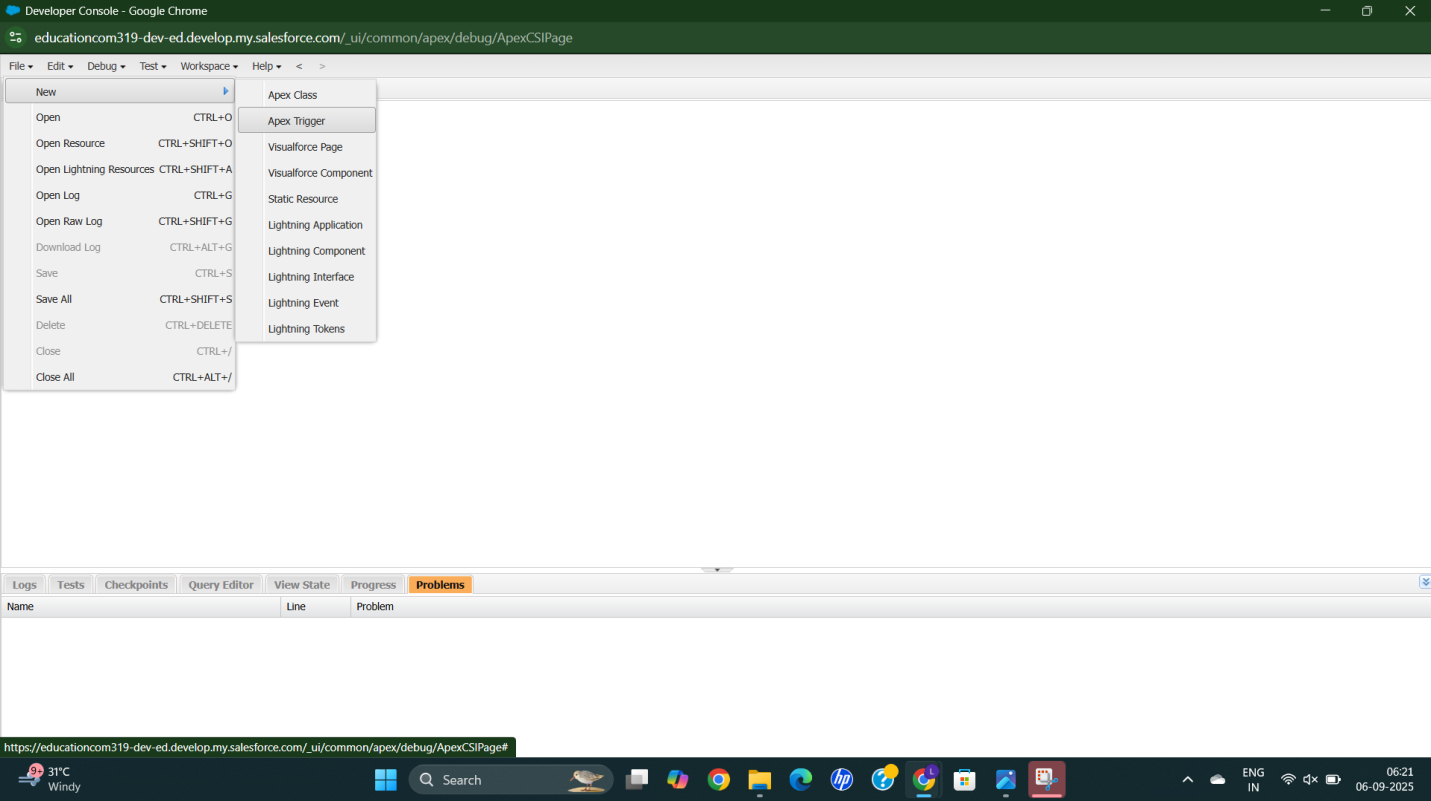 Developer Console - Google Chrome
educationcom319-dev-ed.develop.my.salesforce.com/_ui/common/apex/debug/ApexCSIPage
File Edit Debug Test Workspace Help < >
New
Open CTRL+O
Open Resource CTRL+SHIFT+O
Open Lightning Resources CTRL+SHIFT+A
Open Log CTRL+G
Open Raw Log CTRL+SHIFT+G
Download Log CTRL+ALT+G
Save CTRL+S
Save All CTRL+SHIFT+S
Delete CTRL+DELETE
Close CTRL+/
Close All CTRL+ALT+/
Apex Class
Apex Trigger
Visualforce Page
Visualforce Component
Static Resource
Lightning Application
Lightning Component
Lightning Interface
Lightning Event
Lightning Tokens
Logs Tests Checkpoints Query Editor View State Progress Problems
Name Line Problem
https://educationcom319-dev-ed.develop.my.salesforce.com/_ui/common/apex/debug/ApexCSIPage#
9+ 31°C
Windy
Search
hp
L
ENG
IN
06:21
06-09-2025